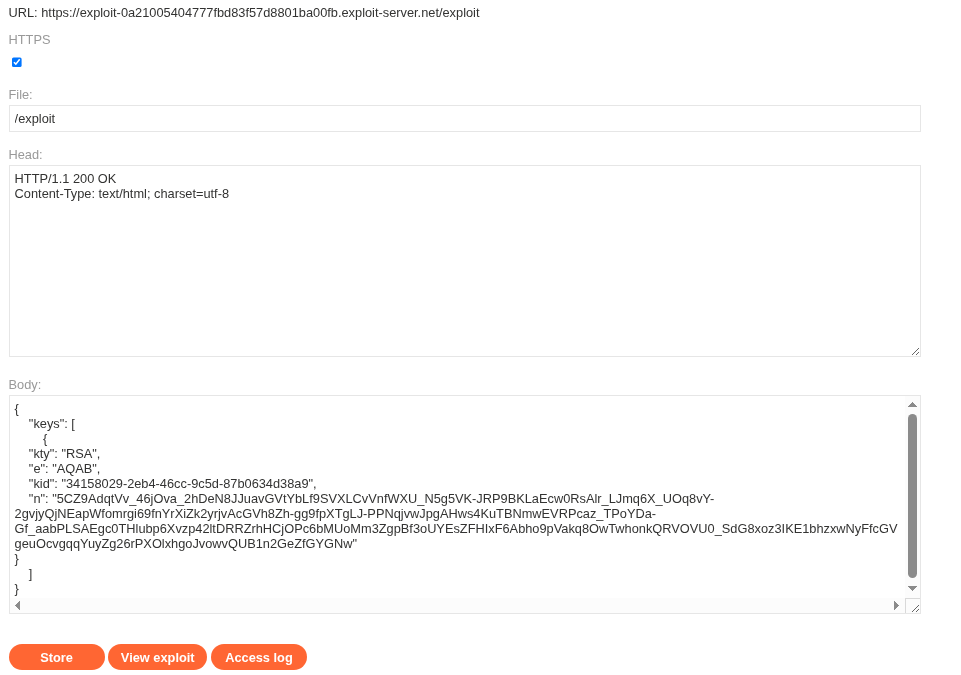 URL: https://exploit-0a21005404777fbd83f57d8801ba00fb.exploit-server.net/exploit
HTTPS
File:
/exploit
Head:
HTTP/1.1 200 OK
Content-Type: text/html; charset=utf-8
Body:
{
"keys": [
{
"kty": "RSA",
"e": "AQAB",
"kid": "34158029-2eb4-46cc-9c5d-87b0634d38a9",
"n": "5CZ9AdqtVv_46jOva_2hDeN8JJuavGVtYbLf9SVXLCvVnfWXU_N5g5VK-JRP9BKLaEcw0RsAlr_LJmq6X_UOq8vY-
2gvjyQjNEapWfomrgi69fnYrXiZk2yrjvAcGVh8Zh-gg9fpXTgLJ-PPNqjvwJpgAHws4KuTBNmwEVRPcaz_TPoYDa-
Gf_aabPLSAEgc0THlubp6Xvzp42ltDRRZrhHCjOPc6bMUoMm3ZgpBf3oUYEsZFHIxF6Abho9pVakq8OwTwhonkQRVOVU0_SdG8xoz3IKE1bhzxwNyFfcGV
geuOcvgqqYuyZg26rPXOlxhgoJvowvQUB1n2GeZfGYGNw"
}
]
}
Store
View exploit
Access log